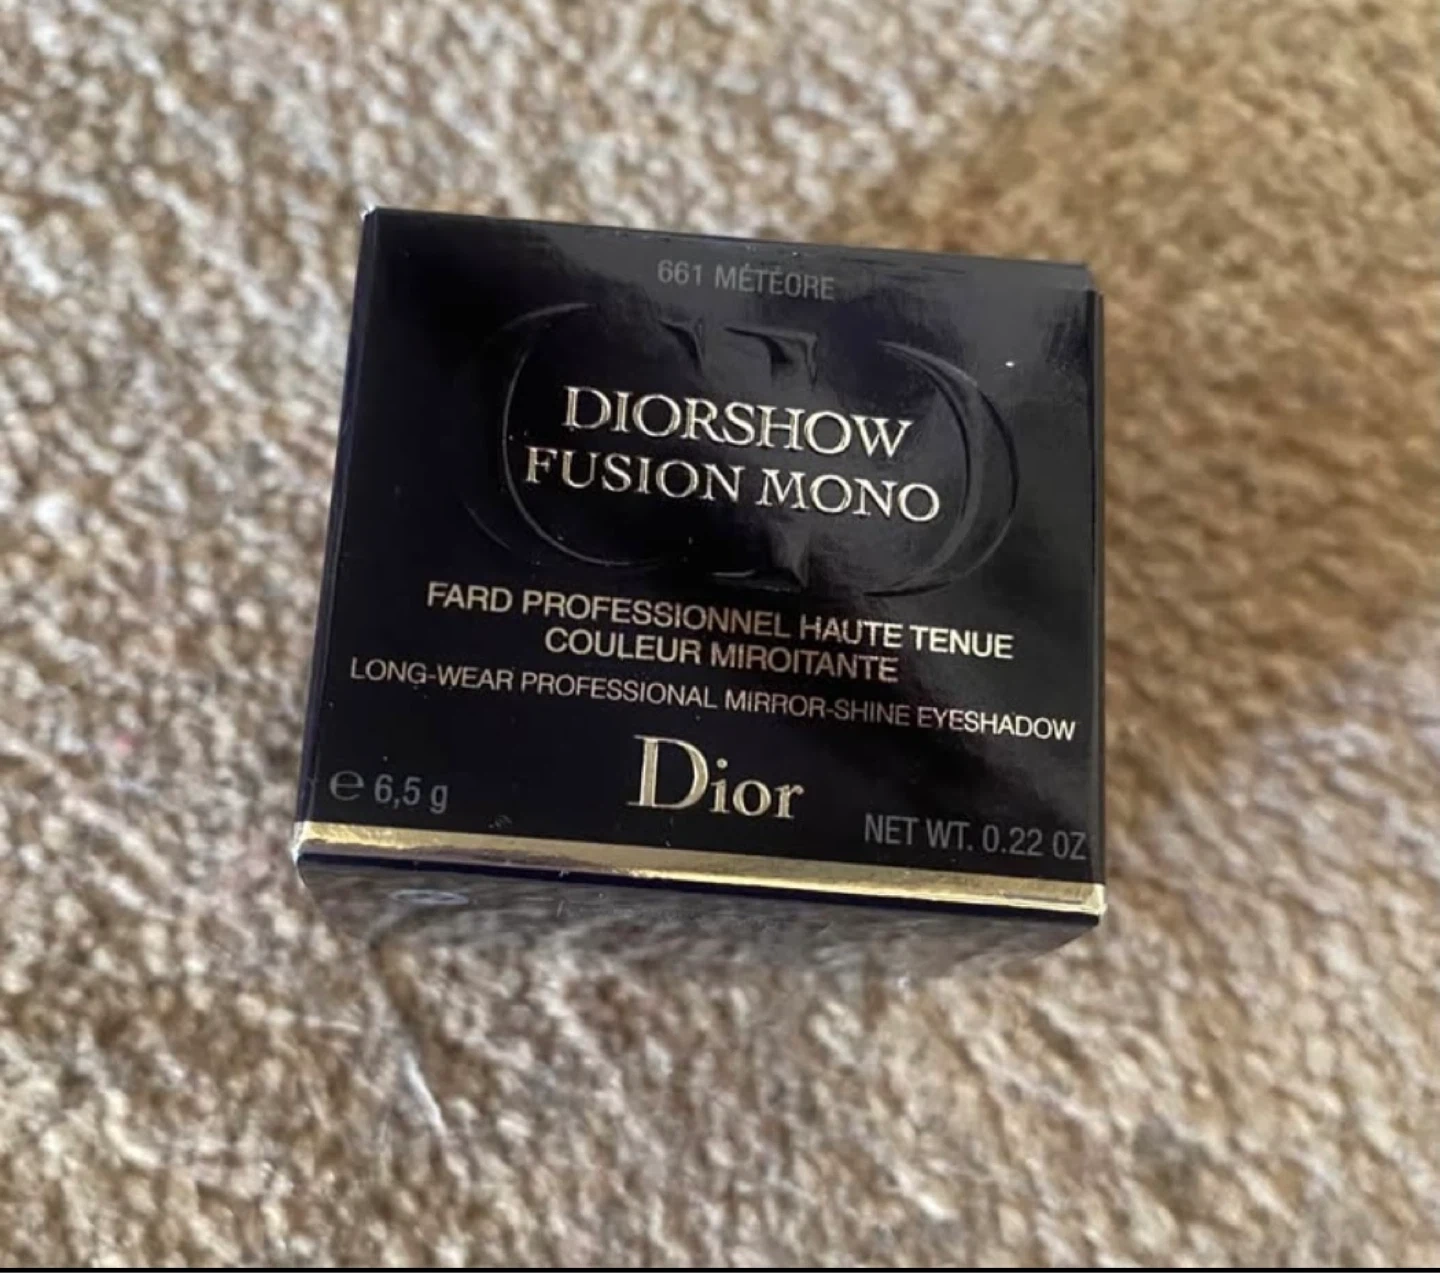 661 MÉTÉORE
DIORSHOW
FUSION MONO
FARD PROFESSIONNEL HAUTE TENUE
COULEUR MIROITANTE
LONG-WEAR PROFESSIONAL MIRROR-SHINE EYESHADOW
Dior
℮ 6,5 g
NET WT. 0.22 OZ